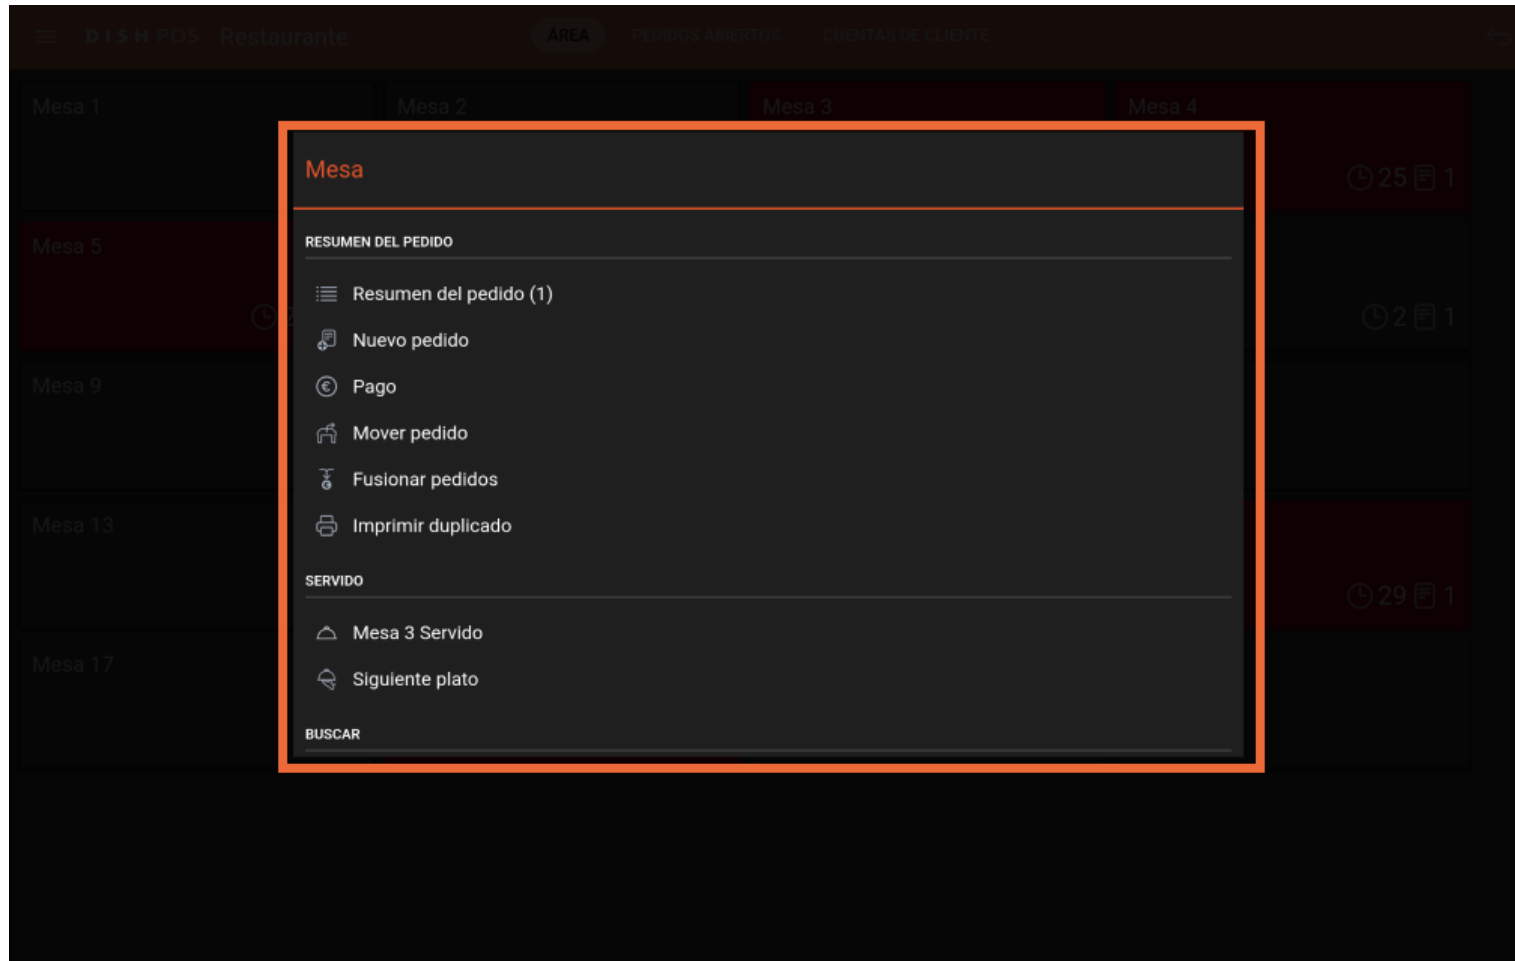 DISH POS Restaurante ÁREA PEDIDOS ABIERTOS CUENTAS DE CLIENTE
Mesa 1 Mesa 2 Mesa 3 Mesa 4
25 1
Mesa
RESUMEN DEL PEDIDO
Mesa 5
Resumen del pedido (1)
2 1
Nuevo pedido
Mesa 9
Pago
Mover pedido
Fusionar pedidos
Mesa 13
Imprimir duplicado
SERVIDO
29 1
Mesa 3 Servido
Mesa 17
Siguiente plato
BUSCAR